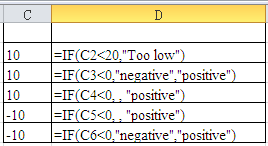 C D
10 =IF(C2<20,"Too low")
10 =IF(C3<0,"negative","positive")
10 =IF(C4<0, , "positive")
-10 =IF(C5<0, , "positive")
-10 =IF(C6<0,"negative","positive")